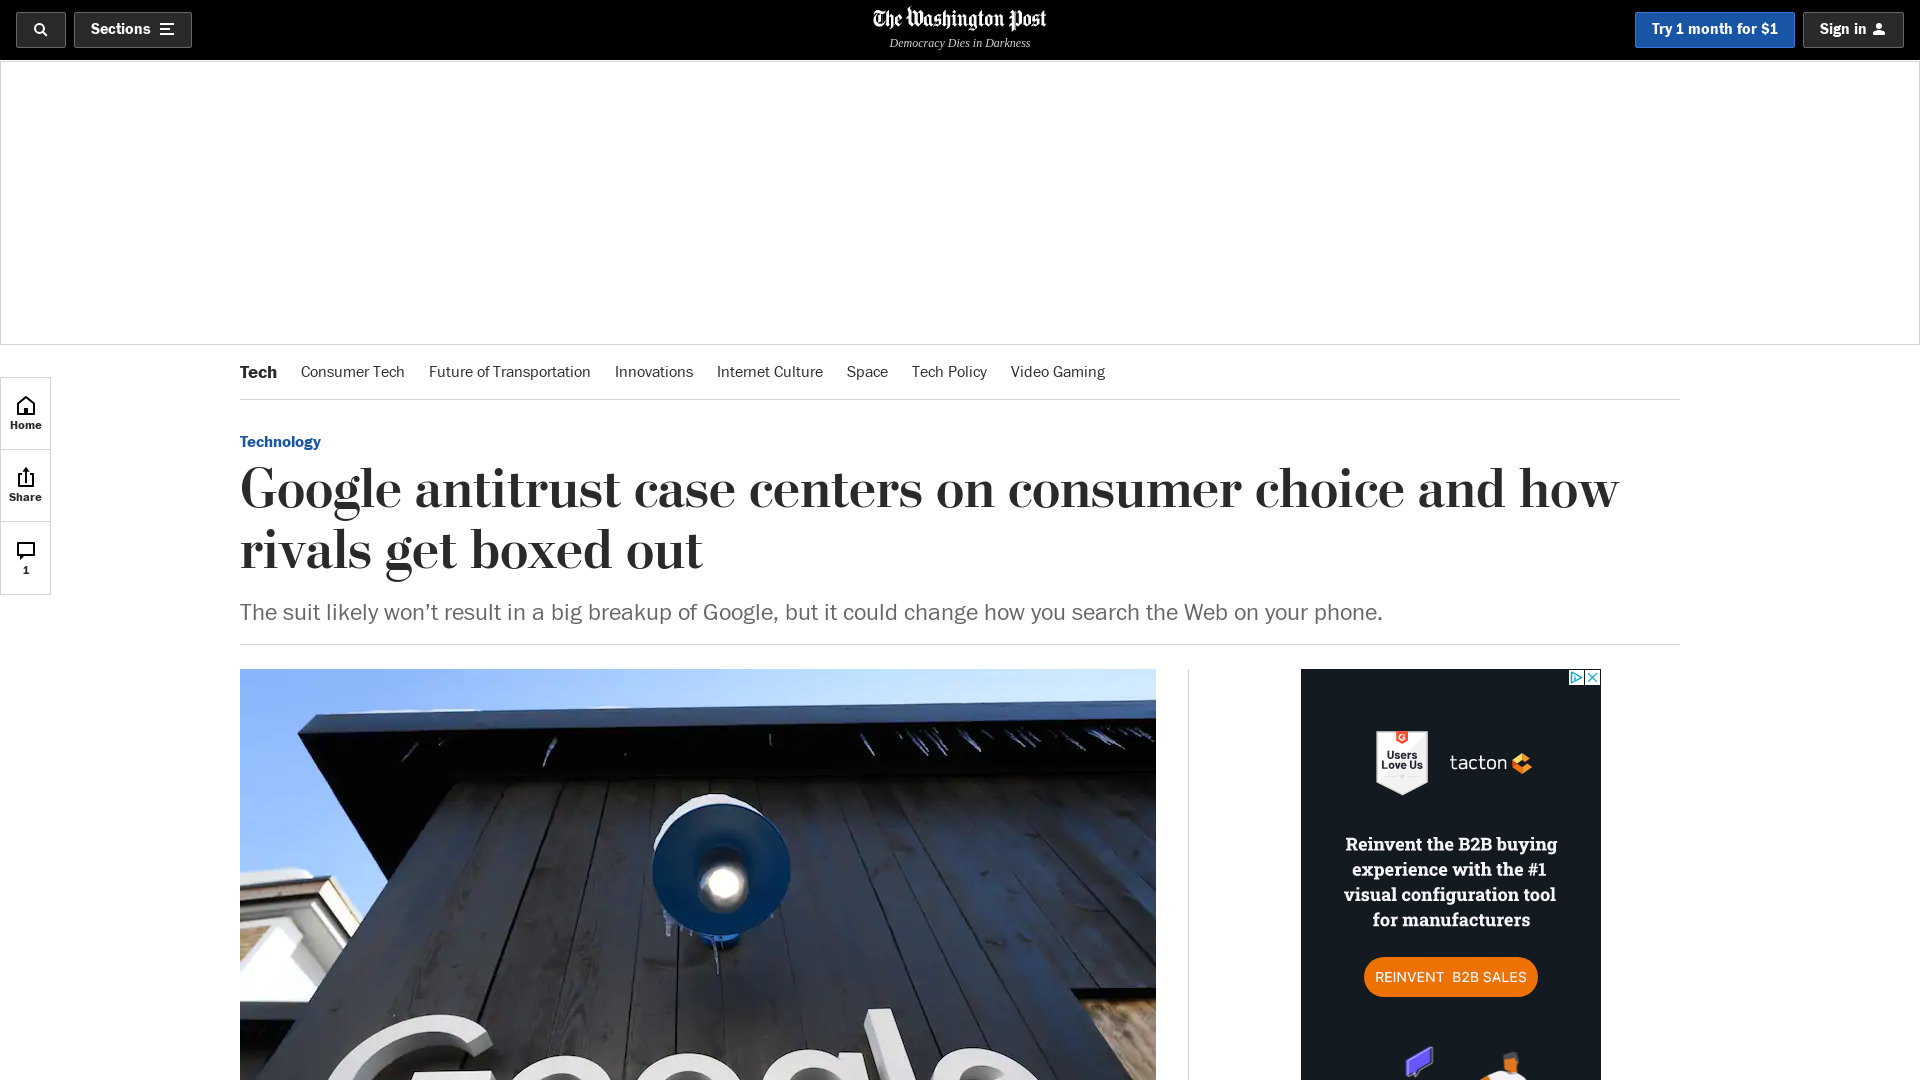 Sections
The Washington Post
Democracy Dies in Darkness
Try 1 month for $1
Sign in
Tech
Consumer Tech
Future of Transportation
Innovations
Internet Culture
Space
Tech Policy
Video Gaming
Home
Share
1
Technology
Google antitrust case centers on consumer choice and how
rivals get boxed out
The suit likely won’t result in a big breakup of Google, but it could change how you search the Web on your phone.
Google
G
Users
Love Us
tacton
Reinvent the B2B buying
experience with the #1
visual configuration tool
for manufacturers
REINVENT B2B SALES